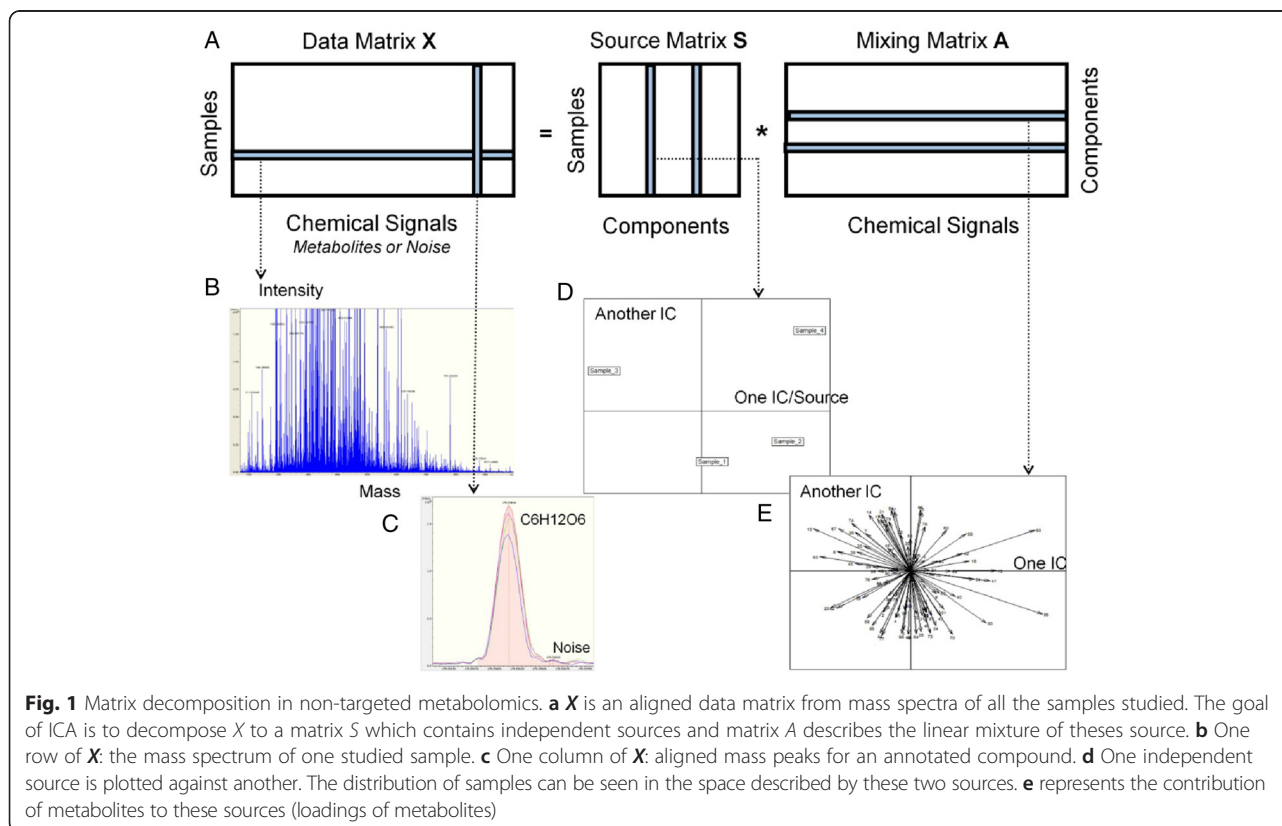 A
Data Matrix X
Source Matrix S
Mixing Matrix A
Samples
=
Samples
*
Components
Chemical Signals
Metabolites or Noise
Components
Chemical Signals
B
Intensity
Mass
D
Another IC
Sample_4
Sample_3
One IC/Source
Sample_2
Sample_1
C
C6H12O6
Noise
E
Another IC
One IC
Fig. 1 Matrix decomposition in non-targeted metabolomics. a X is an aligned data matrix from mass spectra of all the samples studied. The goal
of ICA is to decompose X to a matrix S which contains independent sources and matrix A describes the linear mixture of theses source. b One
row of X: the mass spectrum of one studied sample. c One column of X: aligned mass peaks for an annotated compound. d One independent
source is plotted against another. The distribution of samples can be seen in the space described by these two sources. e represents the contribution
of metabolites to these sources (loadings of metabolites)